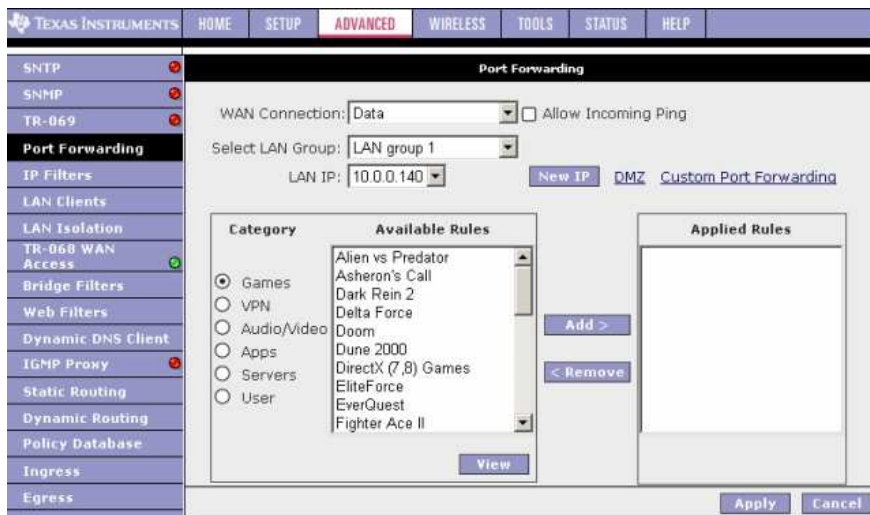 TEXAS INSTRUMENTS HOME SETUP ADVANCED WIRELESS TOOLS STATUS HELP
SNTP
SNMP
TR-069
Port Forwarding
IP Filters
LAN Clients
LAN Isolation
TR-068 WAN
Access
Bridge Filters
Web Filters
Dynamic DNS Client
IGMP Proxy
Static Routing
Dynamic Routing
Policy Database
Ingress
Egress
Port Forwarding
WAN Connection: Data Allow Incoming Ping
Select LAN Group: LAN group 1
LAN IP: 10.0.0.140 New IP DMZ Custom Port Forwarding
Category
Games
VPN
Audio/Video
Apps
Servers
User
Available Rules
Alien vs Predator
Asheron's Call
Dark Rein 2
Delta Force
Doom
Dune 2000
DirectX (7,8) Games
EliteForce
EverQuest
Fighter Ace II
View
Add >
< Remove
Applied Rules
Apply Cancel